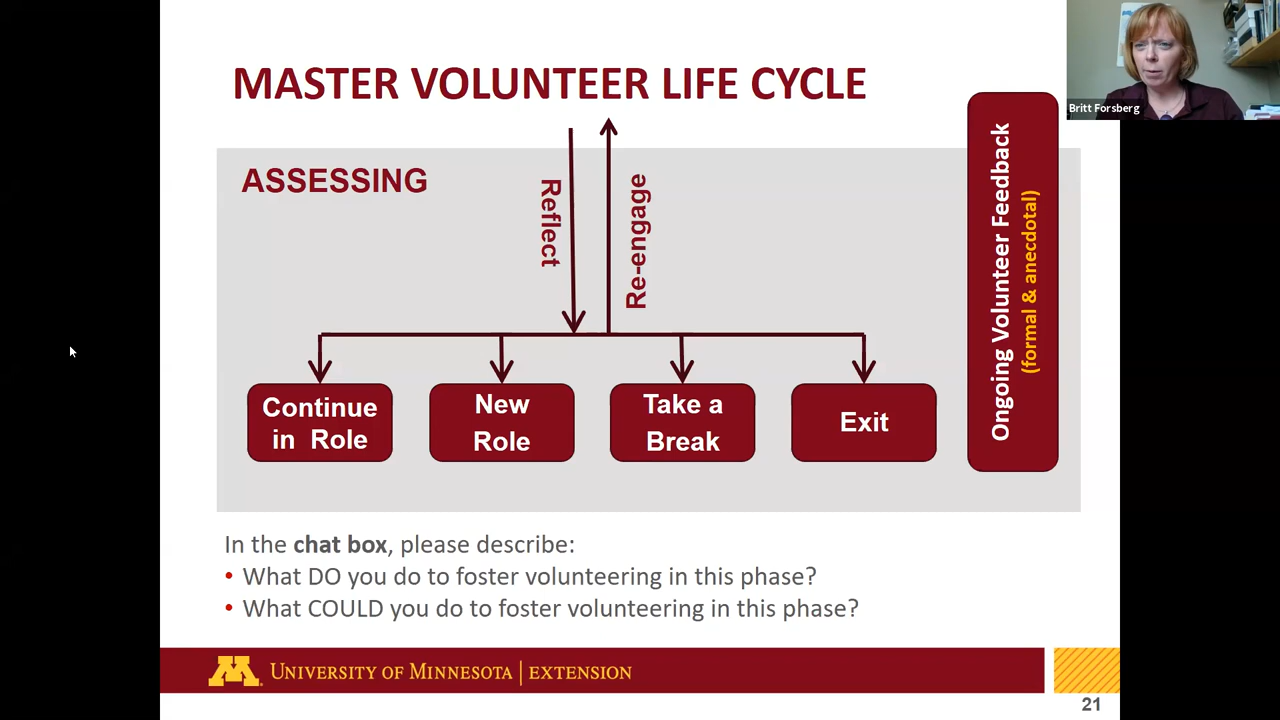 MASTER VOLUNTEER LIFE CYCLE
Britt Forsberg
ASSESSING
Reflect
Re-engage
Ongoing Volunteer Feedback
(formal & anecdotal)
Continue
in Role
New
Role
Take a
Break
Exit
In the chat box, please describe:
• What DO you do to foster volunteering in this phase?
• What COULD you do to foster volunteering in this phase?
M
UNIVERSITY OF MINNESOTA | EXTENSION
21